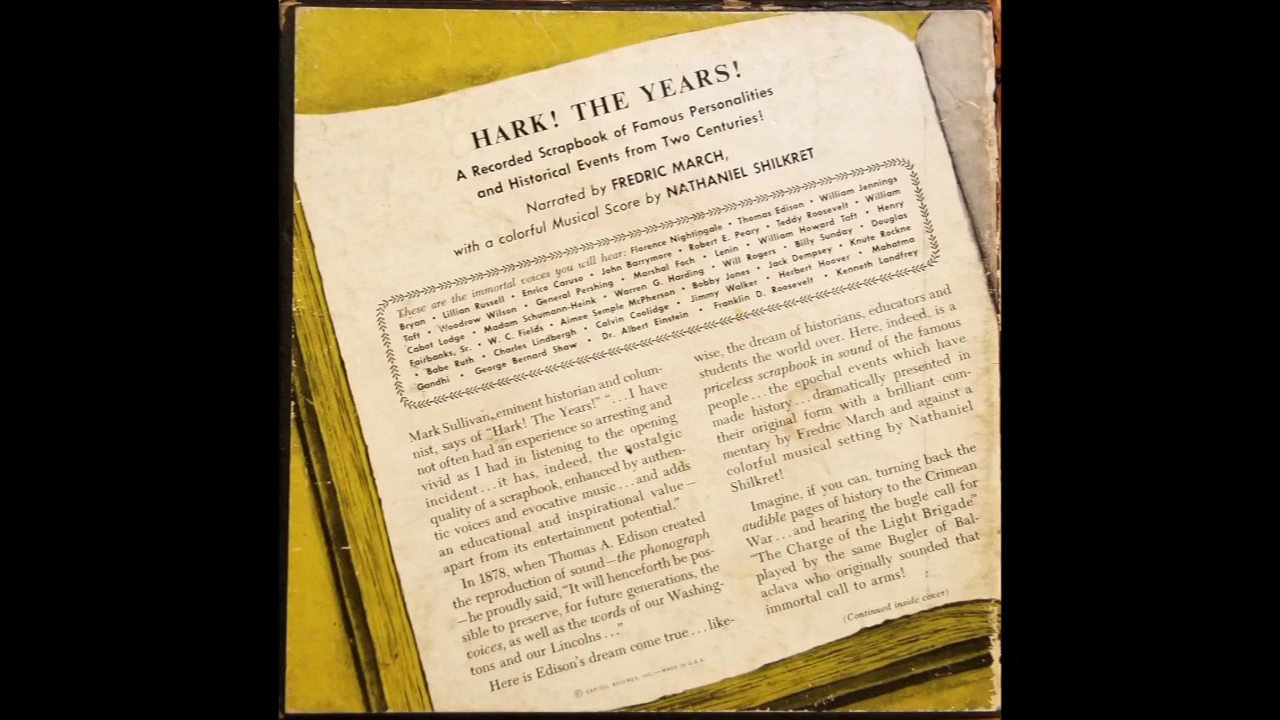 HARK! THE YEARS!
A Recorded Scrapbook of Famous Personalities
and Historical Events from Two Centuries!
Narrated by FREDRIC MARCH,
with a colorful Musical Score by NATHANIEL SHILKRET
These are the immortal voices you will hear: Florence Nightingale • Thomas Edison • William Jennings
Bryan • Lillian Russell • Enrico Caruso • John Barrymore • Robert E. Peary • Teddy Roosevelt • William
Taft • Woodrow Wilson • General Pershing • Marshal Foch • Lenin • William Howard Taft • Henry
Cabot Lodge • Madam Schumann-Heink • Warren G. Harding • Will Rogers • Billy Sunday • Douglas
Fairbanks, Sr. • W. C. Fields • Aimee Semple McPherson • Bobby Jones • Jack Dempsey • Knute Rockne
• Babe Ruth • Charles Lindbergh • Calvin Coolidge • Jimmy Walker • Herbert Hoover • Mahatma
Gandhi • George Bernard Shaw • Dr. Albert Einstein • Franklin D. Roosevelt • Kenneth Landfrey
Mark Sullivan, eminent historian and colum-
nist, says of "Hark! The Years!" "...I have
not often had an experience so arresting and
vivid as I had in listening to the opening
incident...it has, indeed, the nostalgic
quality of a scrapbook, enhanced by authen-
tic voices and evocative music...and adds
an educational and inspirational value—
apart from its entertainment potential."
In 1878, when Thomas A. Edison created
the reproduction of sound—the phonograph
—he proudly said, "It will henceforth be pos-
sible to preserve, for future generations, the
voices, as well as the words of our Washing-
tons and our Lincolns..."
Here is Edison's dream come true...like-
wise, the dream of historians, educators and
students the world over. Here, indeed, is a
priceless scrapbook in sound of the famous
people...the epochal events which have
made history...dramatically presented in
their original form with a brilliant com-
mentary by Fredric March and against a
colorful musical setting by Nathaniel
Shilkret!
Imagine, if you can, turning back the
audible pages of history to the Crimean
War...and hearing the bugle call for
"The Charge of the Light Brigade"
played by the same Bugler of Bal-
aclava who originally sounded that
immortal call to arms!
(Continued inside cover)
© CAPITOL RECORDS, INC.—MADE IN U.S.A.